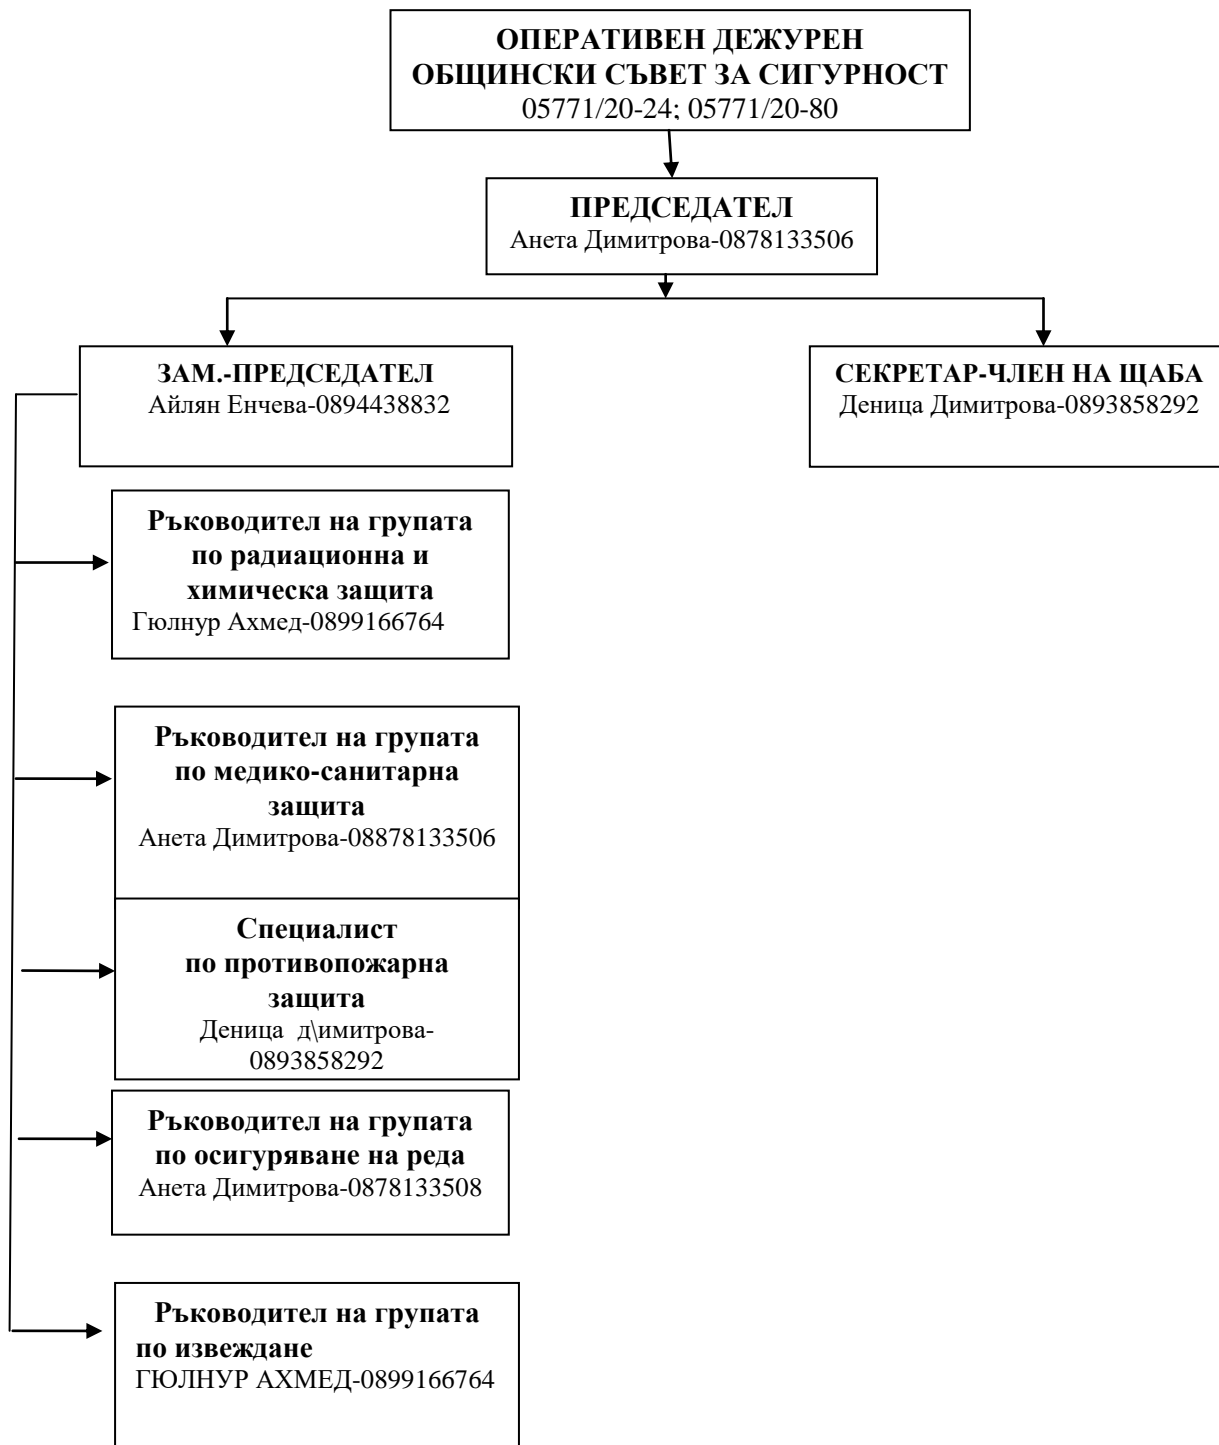 ОПЕРАТИВЕН ДЕЖУРЕН
ОБЩИНСКИ СЪВЕТ ЗА СИГУРНОСТ
05771/20-24; 05771/20-80
ПРЕДСЕДАТЕЛ
Анета Димитрова-0878133506
ЗАМ.-ПРЕДСЕДАТЕЛ
Айлян Енчева-0894438832
СЕКРЕТАР-ЧЛЕН НА ЩАБА
Деница Димитрова-0893858292
Ръководител на групата
по радиационна и
химическа защита
Гюлнур Ахмед-0899166764
Ръководител на групата
по медико-санитарна
защита
Анета Димитрова-08878133506
Специалист
по противопожарна
защита
Деница д\имитрова-
0893858292
Ръководител на групата
по осигуряване на реда
Анета Димитрова-0878133508
Ръководител на групата
по извеждане
ГЮЛНУР АХМЕД-0899166764